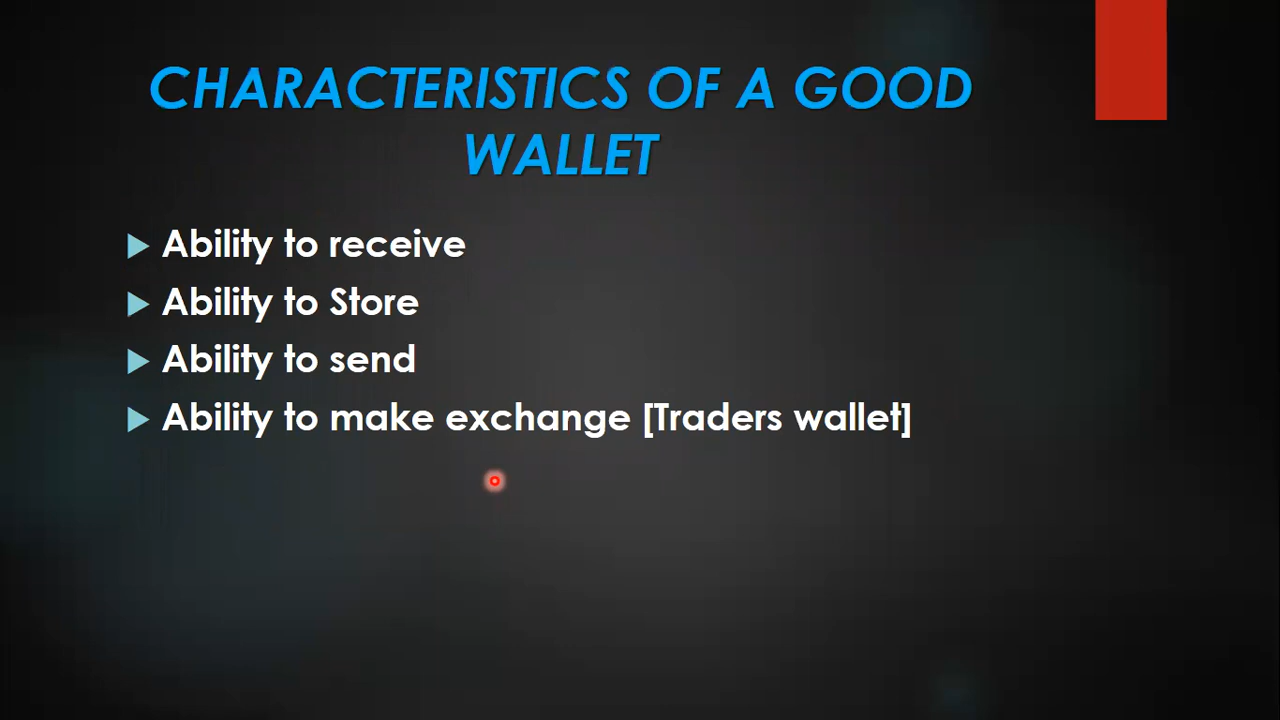 CHARACTERISTICS OF A GOOD
WALLET
Ability to receive
Ability to Store
Ability to send
Ability to make exchange [Traders wallet]